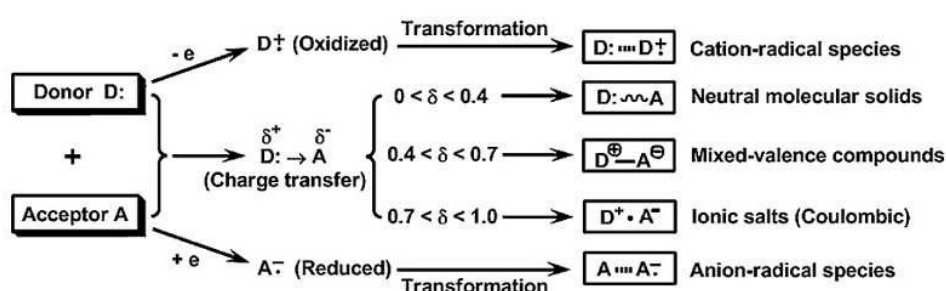 - e D⨥ (Oxidized) Transformation D: ···· D⨥ Cation-radical species
Donor D: 0 < δ < 0.4 D: 〰 A Neutral molecular solids
+ δ⁺ δ⁻
D: → A 0.4 < δ < 0.7 D⊕—A⊖ Mixed-valence compounds
(Charge transfer)
Acceptor A 0.7 < δ < 1.0 D⁺ • A⁻ Ionic salts (Coulombic)
+ e A⨪ (Reduced) Transformation A ···· A⨪ Anion-radical species